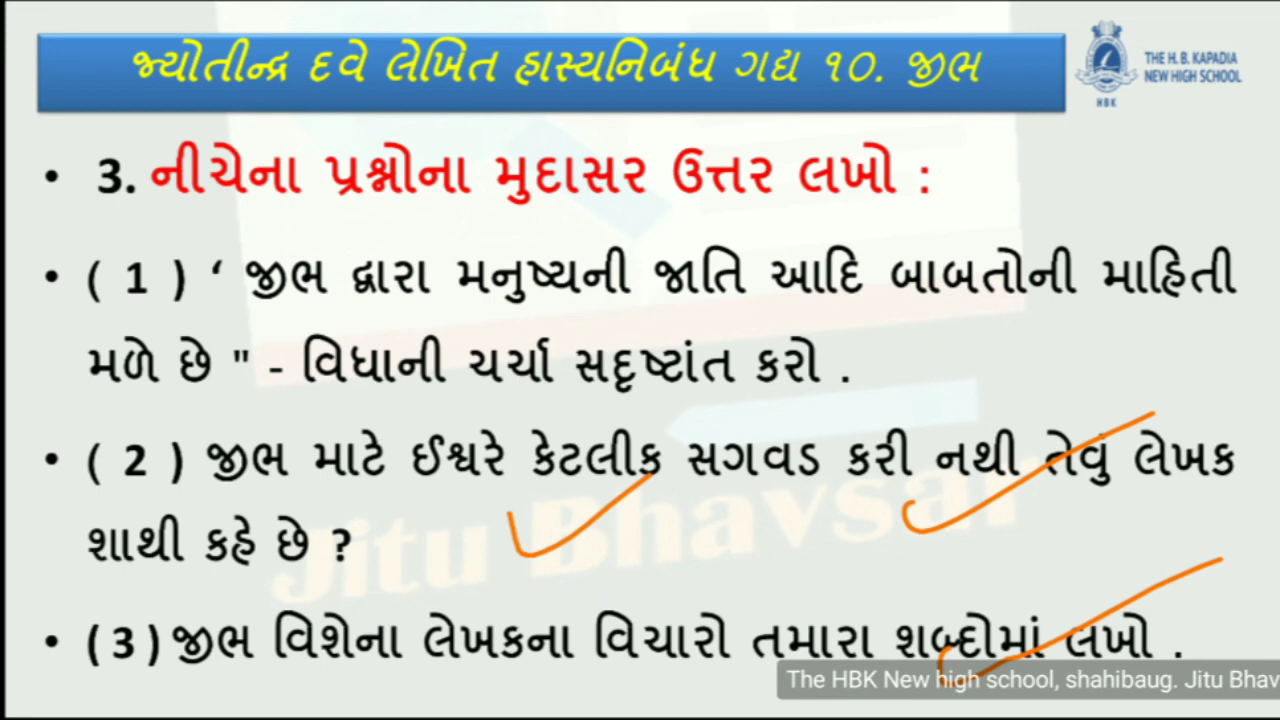 જ્યોતીન્દ્ર દવે લેખિત હાસ્યનિબંધ ગદ્ય ૧૦. જીભ
THE H. B. KAPADIA
NEW HIGH SCHOOL
HBK
• 3. નીચેના પ્રશ્નોના મુદાસર ઉત્તર લખો :
• ( 1 ) ‘ જીભ દ્વારા મનુષ્યની જાતિ આદિ બાબતોની માહિતી
મળે છે " - વિધાની ચર્ચા સદૃષ્ટાંત કરો .
• ( 2 ) જીભ માટે ઈશ્વરે કેટલીક સગવડ કરી નથી તેવું લેખક
શાથી કહે છે ?
Jitu Bhavsar
• ( 3 ) જીભ વિશેના લેખકના વિચારો તમારા શબ્દોમાં લખો .
The HBK New high school, shahibaug. Jitu Bhav